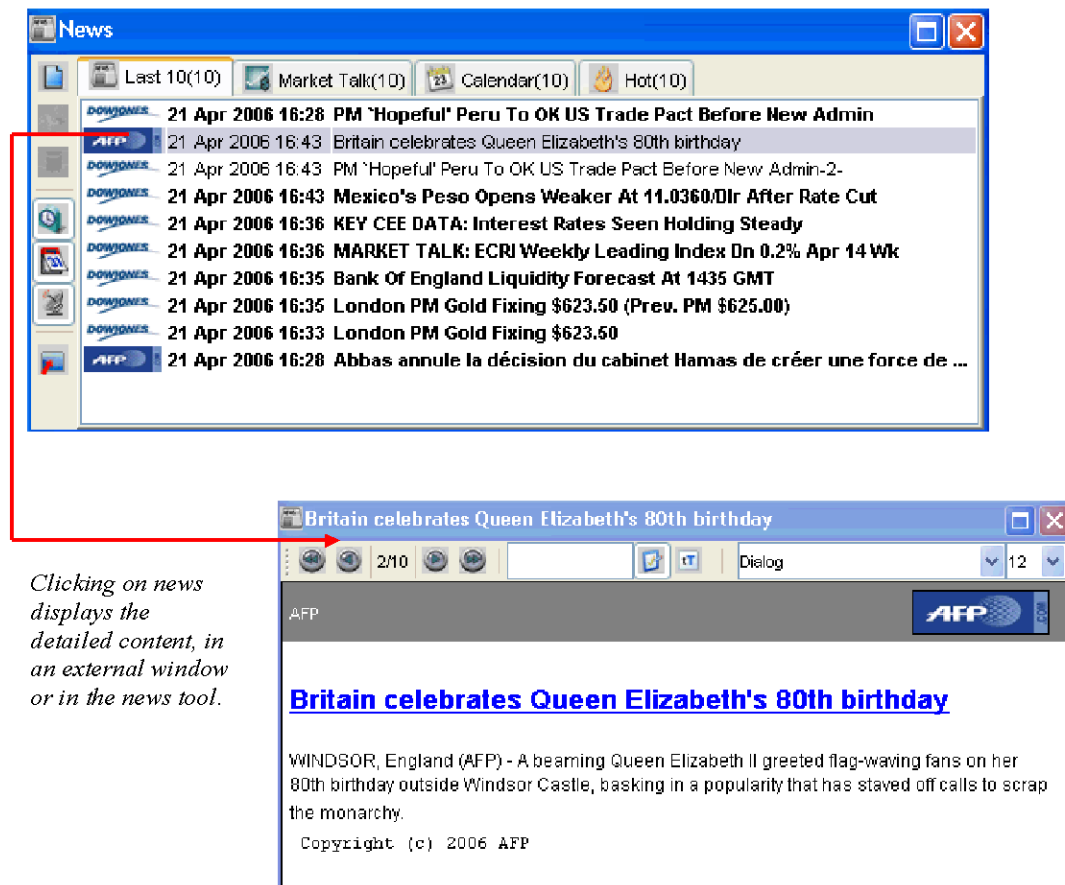 News
Last 10(10) Market Talk(10) 23 Calendar(10) Hot(10)
DOWJONES 21 Apr 2006 16:28 PM `Hopeful' Peru To OK US Trade Pact Before New Admin
AFP 21 Apr 2006 16:43 Britain celebrates Queen Elizabeth's 80th birthday
DOWJONES 21 Apr 2006 16:43 PM `Hopeful' Peru To OK US Trade Pact Before New Admin-2-
DOWJONES 21 Apr 2006 16:43 Mexico's Peso Opens Weaker At 11.0360/Dlr After Rate Cut
DOWJONES 21 Apr 2006 16:36 KEY CEE DATA: Interest Rates Seen Holding Steady
DOWJONES 21 Apr 2006 16:36 MARKET TALK: ECRI Weekly Leading Index Dn 0.2% Apr 14 Wk
DOWJONES 21 Apr 2006 16:35 Bank Of England Liquidity Forecast At 1435 GMT
DOWJONES 21 Apr 2006 16:35 London PM Gold Fixing $623.50 (Prev. PM $625.00)
DOWJONES 21 Apr 2006 16:33 London PM Gold Fixing $623.50
AFP 21 Apr 2006 16:28 Abbas annule la décision du cabinet Hamas de créer une force de ...
Britain celebrates Queen Elizabeth's 80th birthday
2/10 tT Dialog 12
AFP AFP
Clicking on news
displays the
detailed content, in
an external window
or in the news tool.
Britain celebrates Queen Elizabeth's 80th birthday
WINDSOR, England (AFP) - A beaming Queen Elizabeth II greeted flag-waving fans on her
80th birthday outside Windsor Castle, basking in a popularity that has staved off calls to scrap
the monarchy.
Copyright (c) 2006 AFP